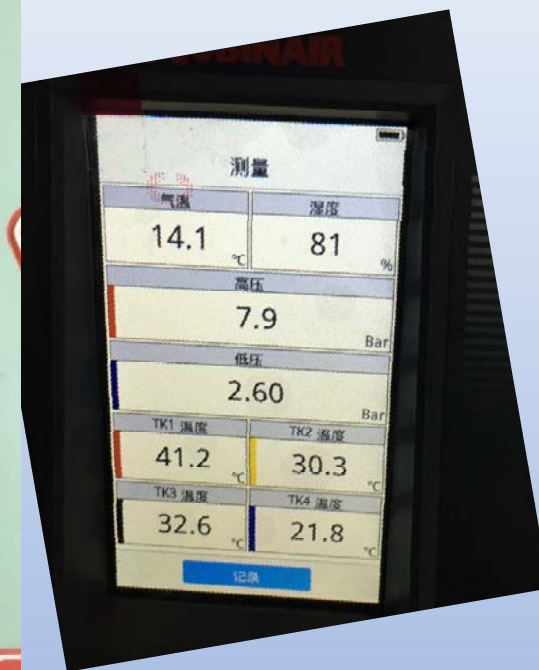 测量
气温 湿度
14.1 ℃ 81 %
高压
7.9 Bar
低压
2.60 Bar
TK1 温度 TK2 温度
41.2 ℃ 30.3 ℃
TK3 温度 TK4 温度
32.6 ℃ 21.8 ℃
记录